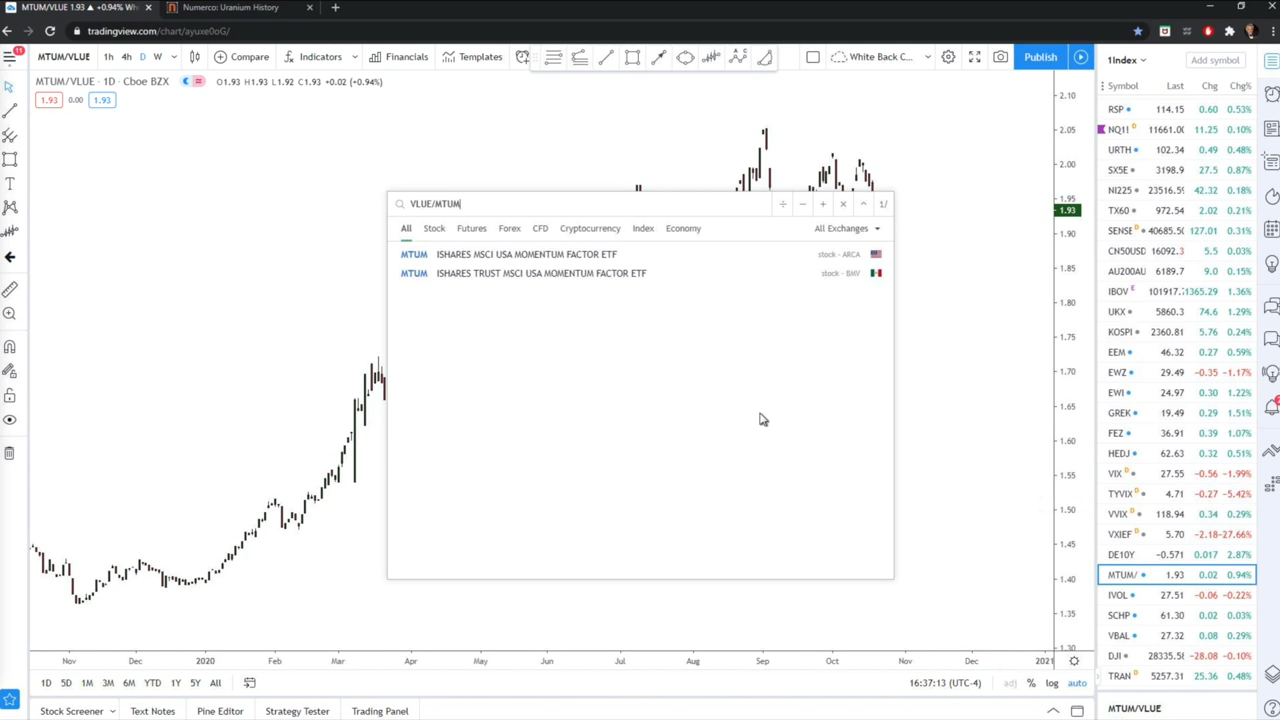 MTUM/VLUE 1.93 ▲ +0.94% Wh
Numerco: Uranium History
tradingview.com/chart/ayuxe0oG/
11
MTUM/VLUE
1h
4h
D
W
Compare
Indicators
Financials
Templates
White Back C...
Publish
MTUM/VLUE · 1D · Cboe BZX
O1.93 H1.93 L1.92 C1.93 +0.02 (+0.94%)
1.93
0.00
1.93
VLUE/MTUM
1/
All
Stock
Futures
Forex
CFD
Cryptocurrency
Index
Economy
All Exchanges
MTUM ISHARES MSCI USA MOMENTUM FACTOR ETF stock - ARCA
MTUM ISHARES TRUST MSCI USA MOMENTUM FACTOR ETF stock - BMV
2.10
2.05
2.00
1.95
1.93
1.90
1.85
1.80
1.75
1.70
1.65
1.60
1.55
1.50
1.45
1.40
1.35
1.30
Nov
Dec
2020
Feb
Mar
Apr
May
Jun
Jul
Aug
Sep
Oct
Nov
Dec
2021
1D
5D
1M
3M
6M
YTD
1Y
5Y
All
16:37:13 (UTC-4)
adj
%
log
auto
Stock Screener
Text Notes
Pine Editor
Strategy Tester
Trading Panel
1Index
Add symbol
Symbol Last Chg Chg%
RSP 114.15 0.60 0.53%
NQ1! D 11661.00 11.25 0.10%
URTH 102.34 0.49 0.48%
SX5E 3198.9 27.5 0.87%
NI225 23516.59 42.32 0.18%
TX60 972.54 2.02 0.21%
SENSE 40685.50 127.01 0.31%
CN50USD 16092.3 5.5 0.03%
AU200AU 6189.7 9.0 0.15%
IBOV E 101917.7 1365.29 1.36%
UKX 5860.3 74.6 1.29%
KOSPI 2360.81 5.76 0.24%
EEM 46.32 0.27 0.59%
EWZ 29.49 −0.35 −1.17%
EWI 24.97 0.30 1.22%
GREK 19.49 0.29 1.51%
FEZ 36.91 0.39 1.07%
HEDJ 62.63 0.32 0.51%
VIX D 27.55 −0.56 −1.99%
TYVIX D 4.71 −0.27 −5.42%
VVIX D 118.94 0.34 0.29%
VXIEF D 5.70 −2.18 −27.66%
DE10Y −0.571 0.017 2.87%
MTUM/ 1.93 0.02 0.94%
IVOL 27.51 −0.06 −0.22%
SCHP 61.30 0.02 0.03%
VBAL 27.32 0.08 0.29%
DJI 28335.58 −28.08 −0.10%
TRAN D 5257.31 25.36 0.48%
MTUM/VLUE